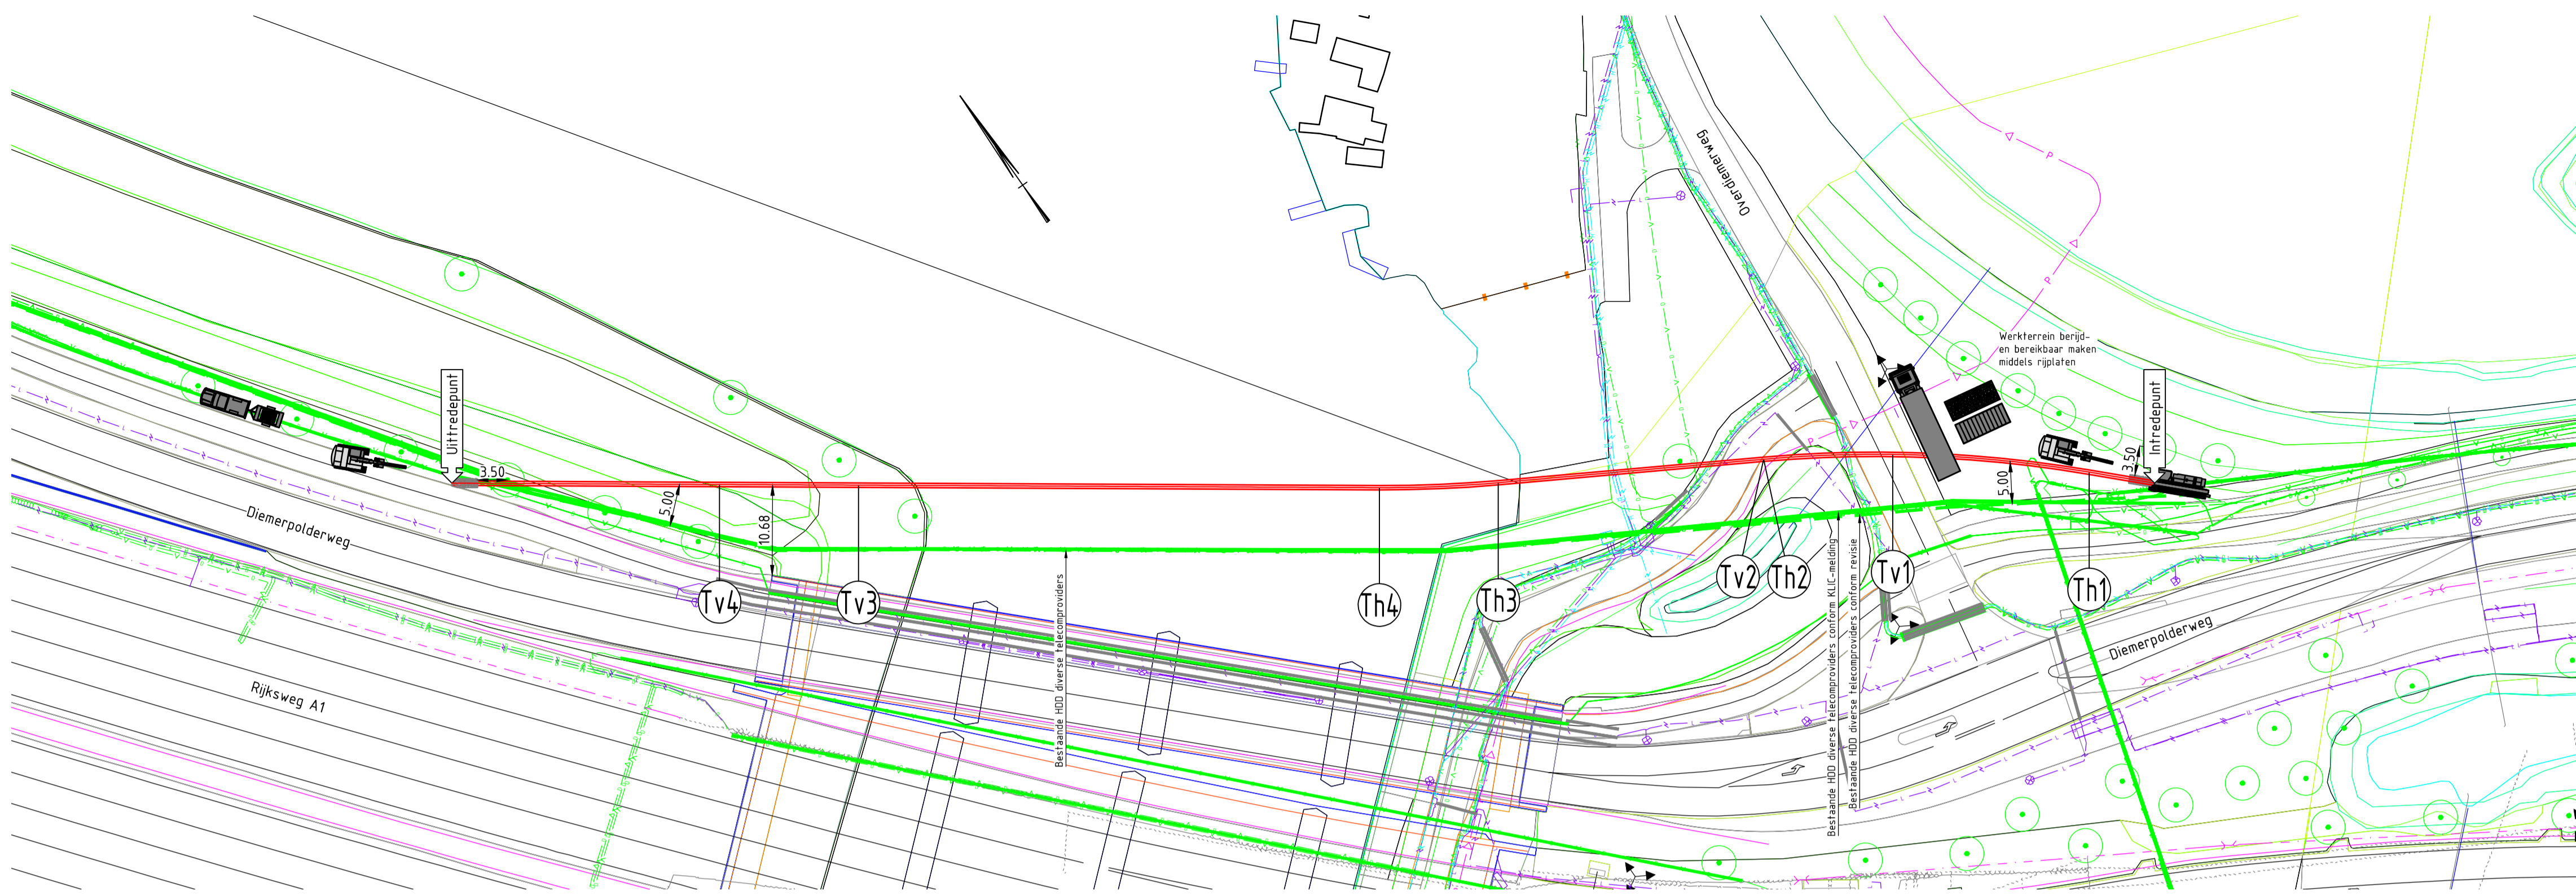 Overdiemerweg
Werkterrein berijd-
en bereikbaar maken
middels rijplaten
Uittredepunt
Intredepunt
3.50
5.00
10.68
5.00
3.50
Diemerpolderweg
Rijksweg A1
Tv4
Tv3
Th4
Th3
Tv2
Th2
Tv1
Th1
Diemerpolderweg
Bestaande HDD diverse telecomproviders
Bestaande HDD diverse telecomproviders conform KLIC-melding
Bestaande HDD diverse telecomproviders conform revisie
P
P
P